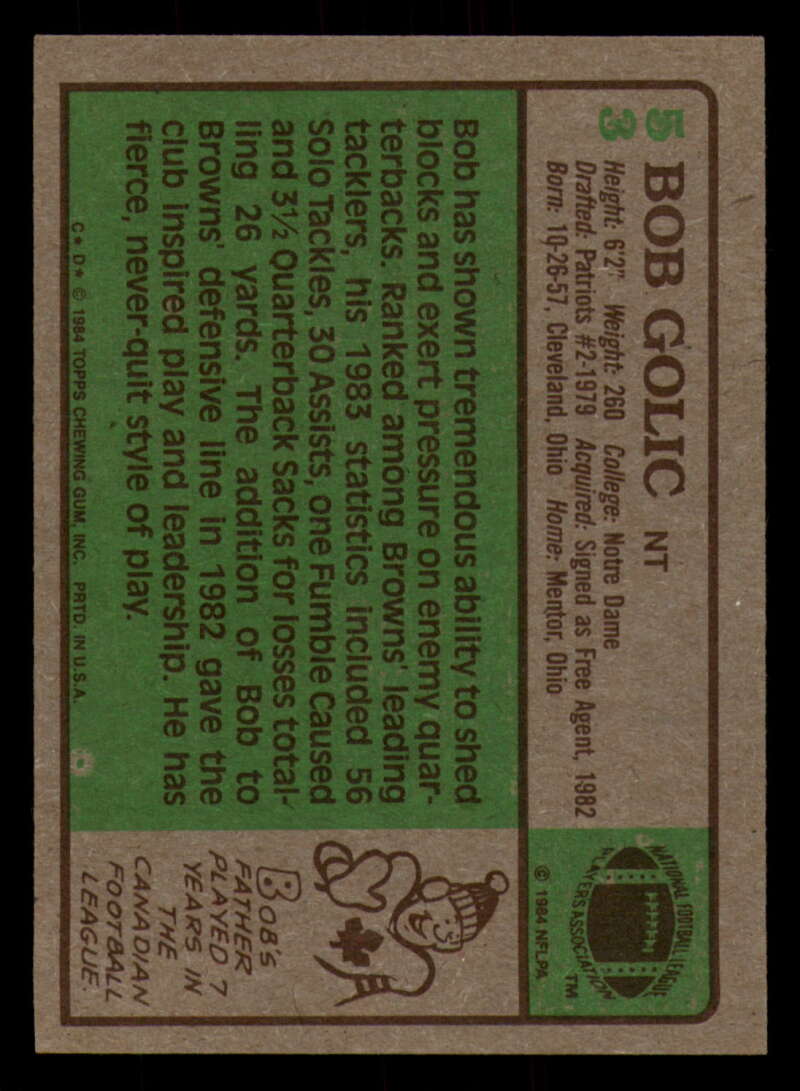 53
BOB GOLIC NT
Height: 6'2" Weight: 260 College: Notre Dame
Drafted: Patriots #2-1979 Acquired: Signed as Free Agent, 1982
Born: 10-26-57, Cleveland, Ohio Home: Mentor, Ohio
NATIONAL FOOTBALL LEAGUE
PLAYERS ASSOCIATION
TM
© 1984 NFLPA
Bob has shown tremendous ability to shed
blocks and exert pressure on enemy quar-
terbacks. Ranked among Browns' leading
tacklers, his 1983 statistics included 56
Solo Tackles, 30 Assists, one Fumble Caused
and 3½ Quarterback Sacks for losses total-
ling 26 yards. The addition of Bob to
Browns' defensive line in 1982 gave the
club inspired play and leadership. He has
fierce, never-quit style of play.
C* D* © 1984 TOPPS CHEWING GUM, INC. PRTD. IN U.S.A.
BOB'S
FATHER
PLAYED 7
YEARS IN
THE
CANADIAN
FOOTBALL
LEAGUE.